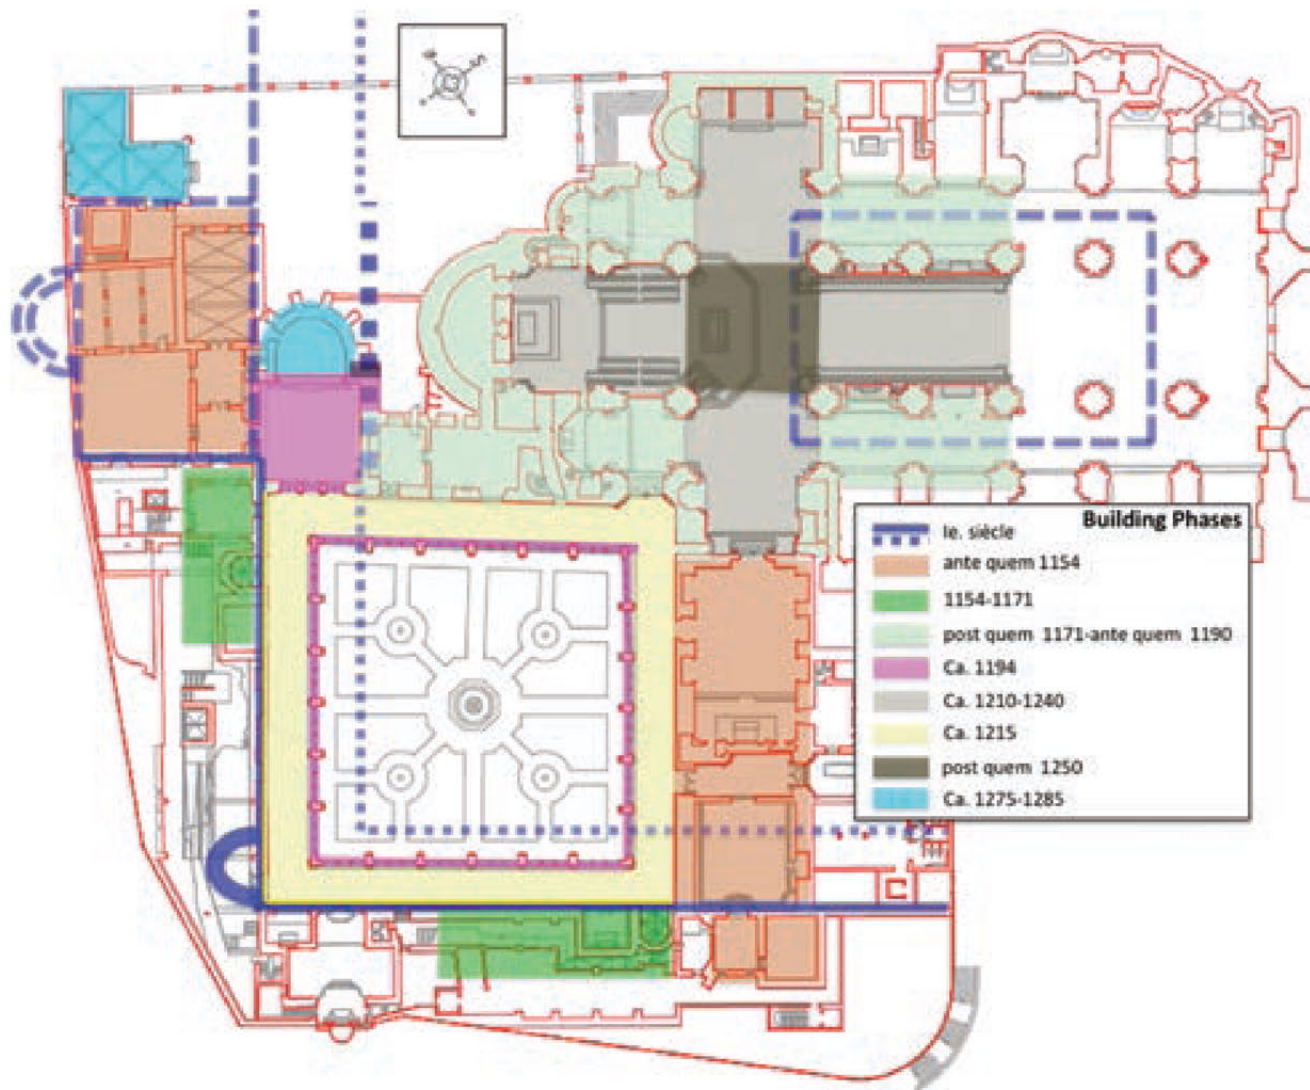 Building Phases
Ie. siècle
ante quem 1154
1154-1171
post quem 1171-ante quem 1190
Ca. 1194
Ca. 1210-1240
Ca. 1215
post quem 1250
Ca. 1275-1285